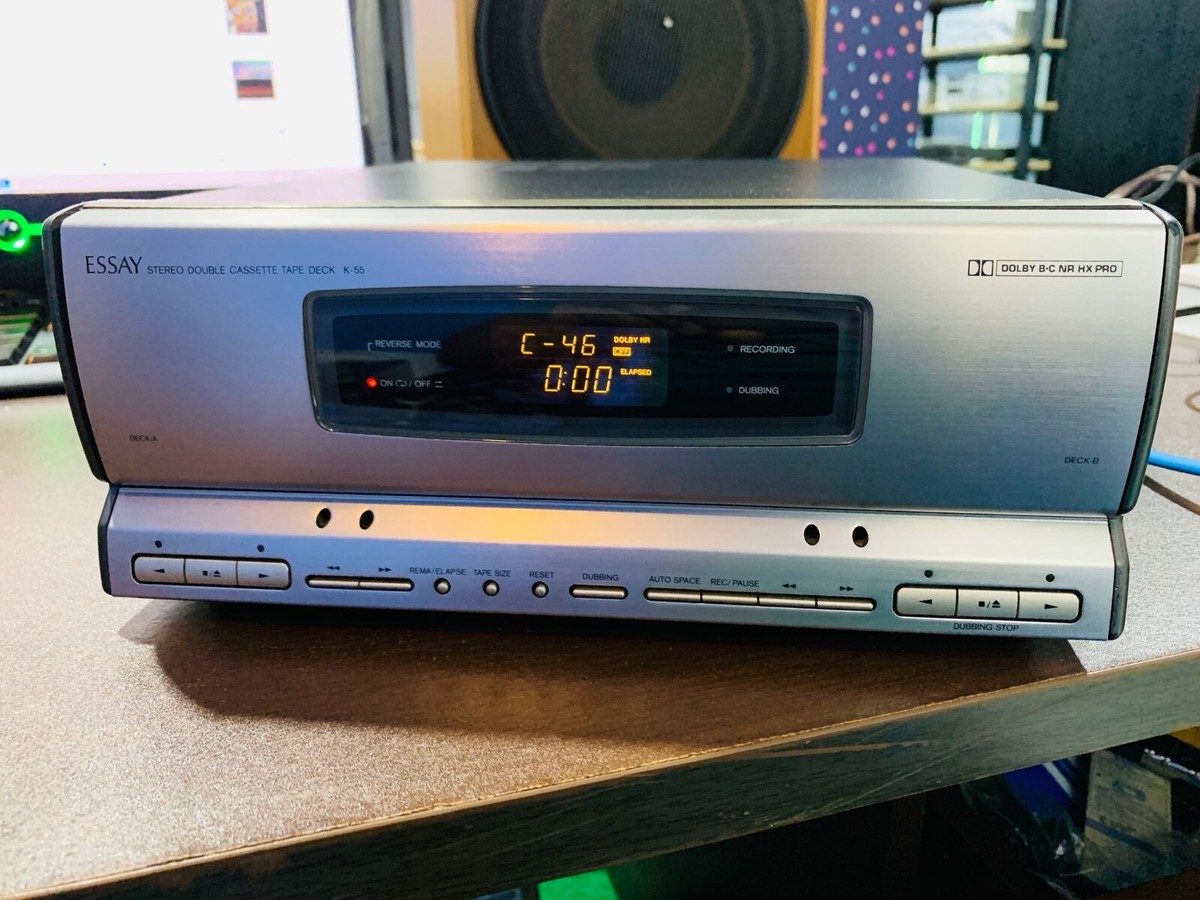 ESSAY STEREO DOUBLE CASSETTE TAPE DECK K-55
DOLBY B·C NR HX PRO
REVERSE MODE
ON / OFF
C-46 DOLBY NR
OFF
0:00 ELAPSED
RECORDING
DUBBING
DECK-A
DECK-B
REMA/ELAPSE TAPE SIZE RESET DUBBING AUTO SPACE REC/PAUSE
DUBBING STOP